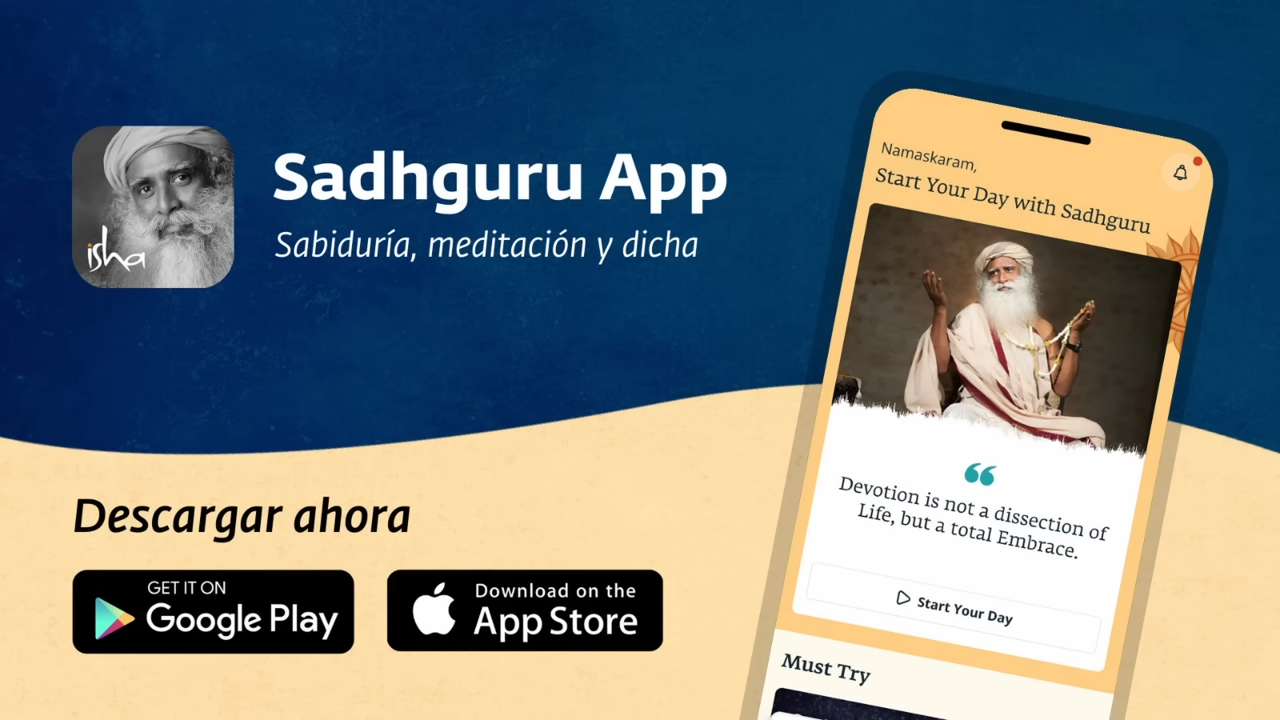 isha
Sadhguru App
Sabiduría, meditación y dicha
Descargar ahora
GET IT ON
Google Play
Download on the
App Store
Namaskaram,
Start Your Day with Sadhguru
“
Devotion is not a dissection of
Life, but a total Embrace.
Start Your Day
Must Try